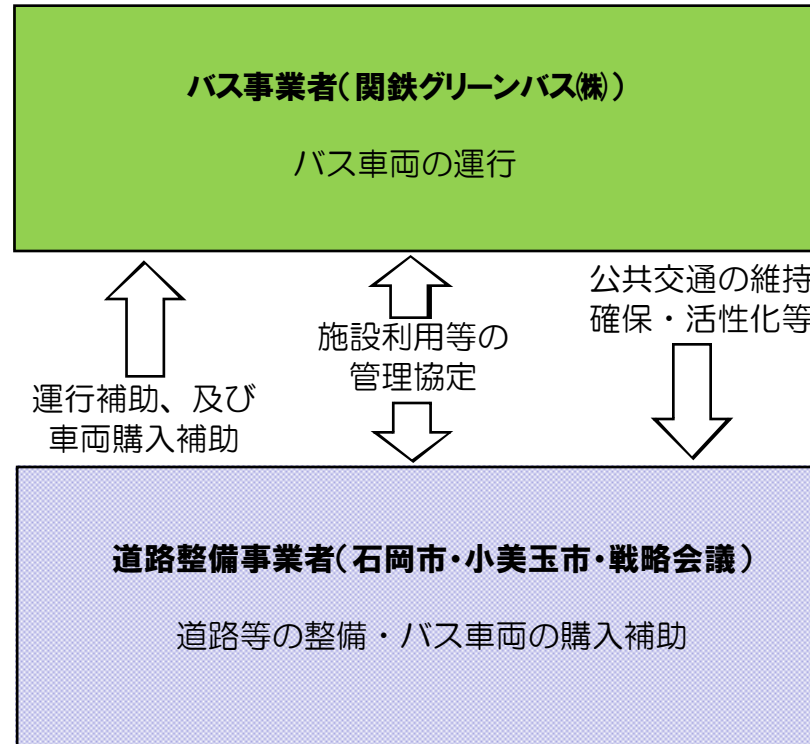 バス事業者（関鉄グリーンバス㈱）
バス車両の運行
公共交通の維持
確保・活性化等
施設利用等の
管理協定
運行補助、及び
車両購入補助
道路整備事業者（石岡市・小美玉市・戦略会議）
道路等の整備・バス車両の購入補助